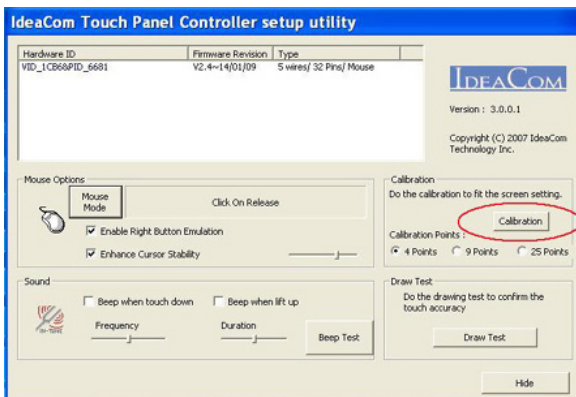 IdeaCom Touch Panel Controller setup utility
Hardware ID Firmware Revision Type
VID_1CB6&PID_6681 V2.4~14/01/09 5 wires/ 32 Pins/ Mouse
IDEACOM
Version : 3.0.0.1
Copyright (C) 2007 IdeaCom
Technology Inc.
Mouse Options
Mouse
Mode
Click On Release
Enable Right Button Emulation
Enhance Cursor Stability
Calibration
Do the calibration to fit the screen setting.
Calibration
Calibration Points :
4 Points 9 Points 25 Points
Sound
IN-TONE
Beep when touch down Beep when lift up
Frequency Duration
Beep Test
Draw Test
Do the drawing test to confirm the
touch accuracy
Draw Test
Hide